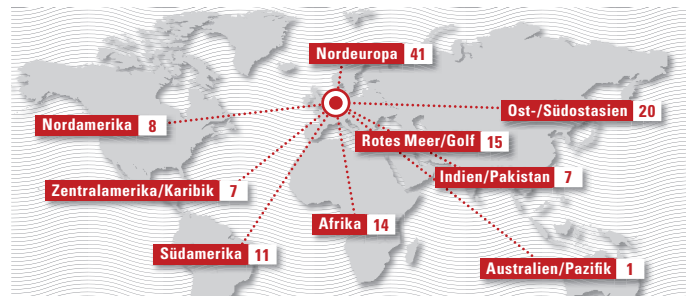 Nordeuropa 41
Ost-/Südostasien 20
Nordamerika 8
Rotes Meer/Golf 15
Indien/Pakistan 7
Zentralamerika/Karibik 7
Afrika 14
Südamerika 11
Australien/Pazifik 1